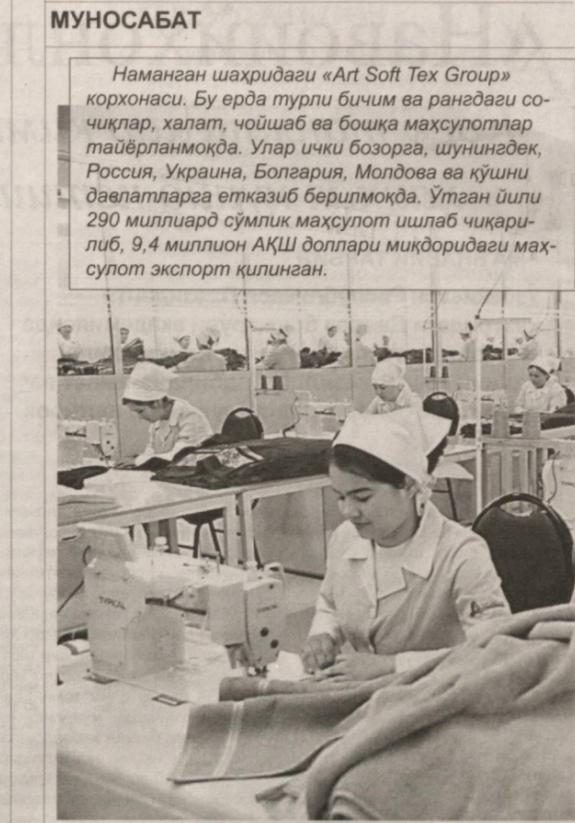 МУНОСАБАТ
Наманган шаҳридаги «Art Soft Tex Group»
корхонаси. Бу ерда турли бичим ва рангдаги со-
чиқлар, халат, чойшаб ва бошқа маҳсулотлар
тайёрланмоқда. Улар ички бозорга, шунингдек,
Россия, Украина, Болгария, Молдова ва қўшни
давлатларга етказиб берилмоқда. Ўтган йили
290 миллиард сўмлик маҳсулот ишлаб чиқари-
либ, 9,4 миллион АҚШ доллари миқдоридаги маҳ-
сулот экспорт қилинган.
TYPICAL